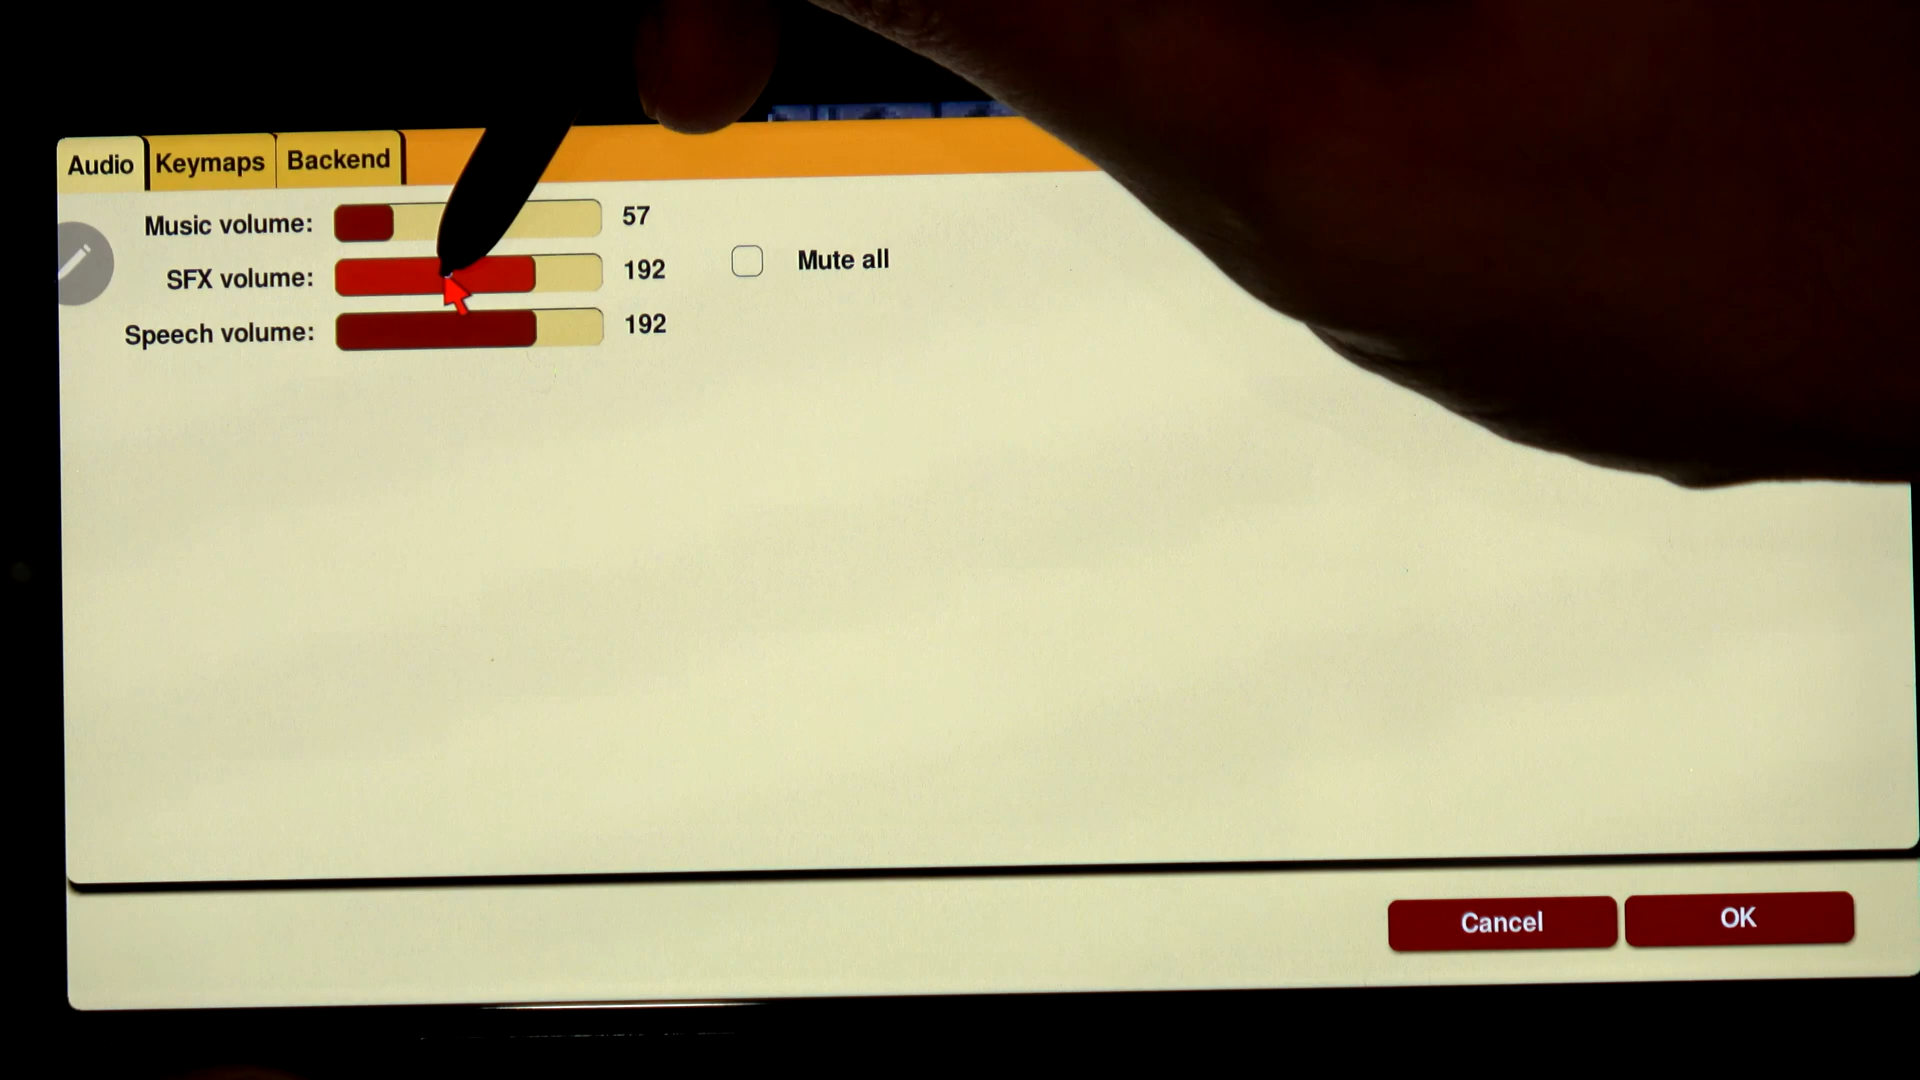 Audio Keymaps Backend
Music volume: 57
SFX volume: 192 Mute all
Speech volume: 192
Cancel OK